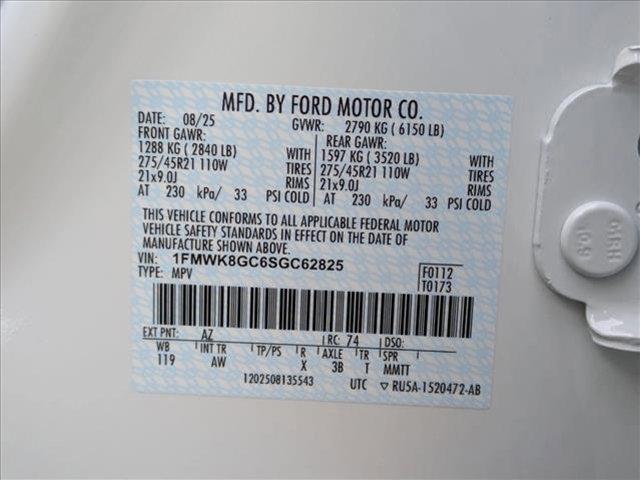 MFD. BY FORD MOTOR CO.
DATE: 08/25 GVWR: 2790 KG ( 6150 LB)
FRONT GAWR: REAR GAWR:
1288 KG ( 2840 LB) WITH 1597 KG ( 3520 LB) WITH
275/45R21 110W TIRES 275/45R21 110W TIRES
21x9.0J RIMS 21x9.0J RIMS
AT 230 kPa/ 33 PSI COLD AT 230 kPa/ 33 PSI COLD
THIS VEHICLE CONFORMS TO ALL APPLICABLE FEDERAL MOTOR
VEHICLE SAFETY STANDARDS IN EFFECT ON THE DATE OF
MANUFACTURE SHOWN ABOVE.
VIN: 1FMWK8GC6SGC62825
TYPE: MPV
F0112
T0173
EXT PNT: AZ RC: 74 DSO:
WB INT TR TP/PS R AXLE TR SPR
119 AW X 3B T MMTT
1202508135543 UTC ▽ RU5A-1520472-AB
10.9